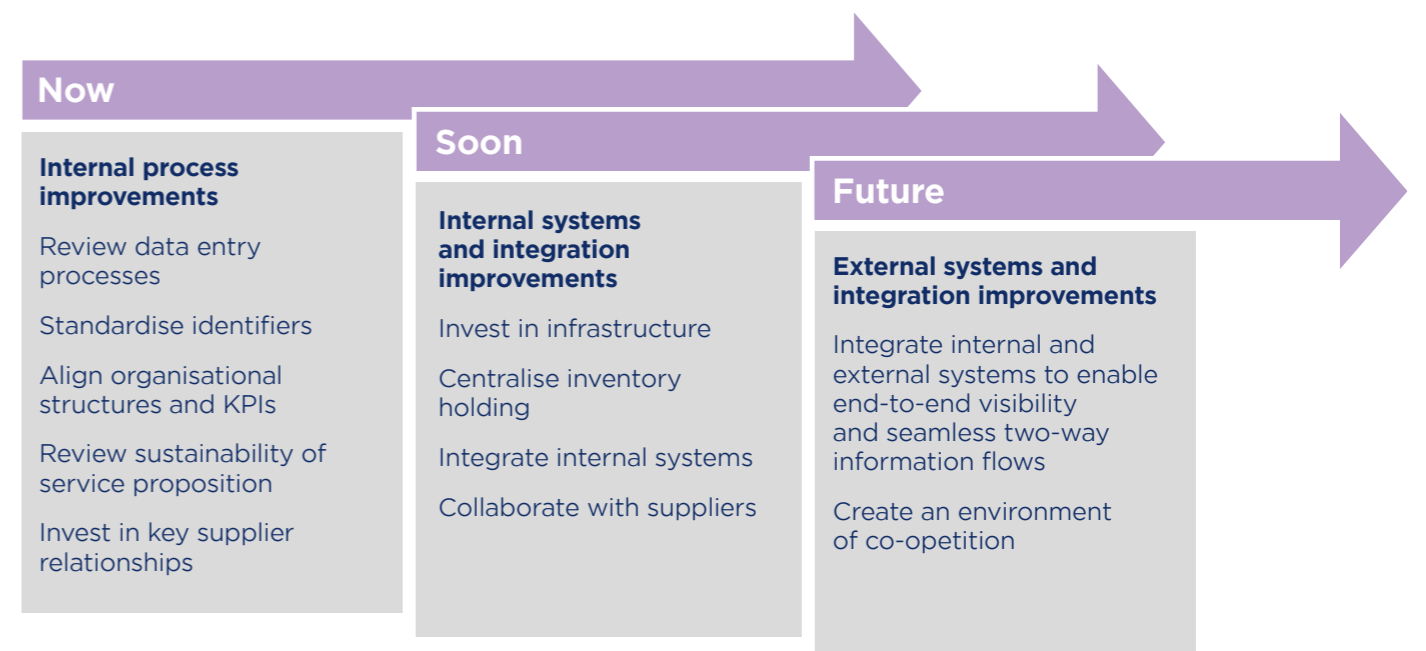 Now
Internal process
improvements
Review data entry
processes
Standardise identifiers
Align organisational
structures and KPIs
Review sustainability of
service proposition
Invest in key supplier
relationships
Soon
Internal systems
and integration
improvements
Invest in infrastructure
Centralise inventory
holding
Integrate internal systems
Collaborate with suppliers
Future
External systems and
integration improvements
Integrate internal and
external systems to enable
end-to-end visibility
and seamless two-way
information flows
Create an environment
of co-opetition